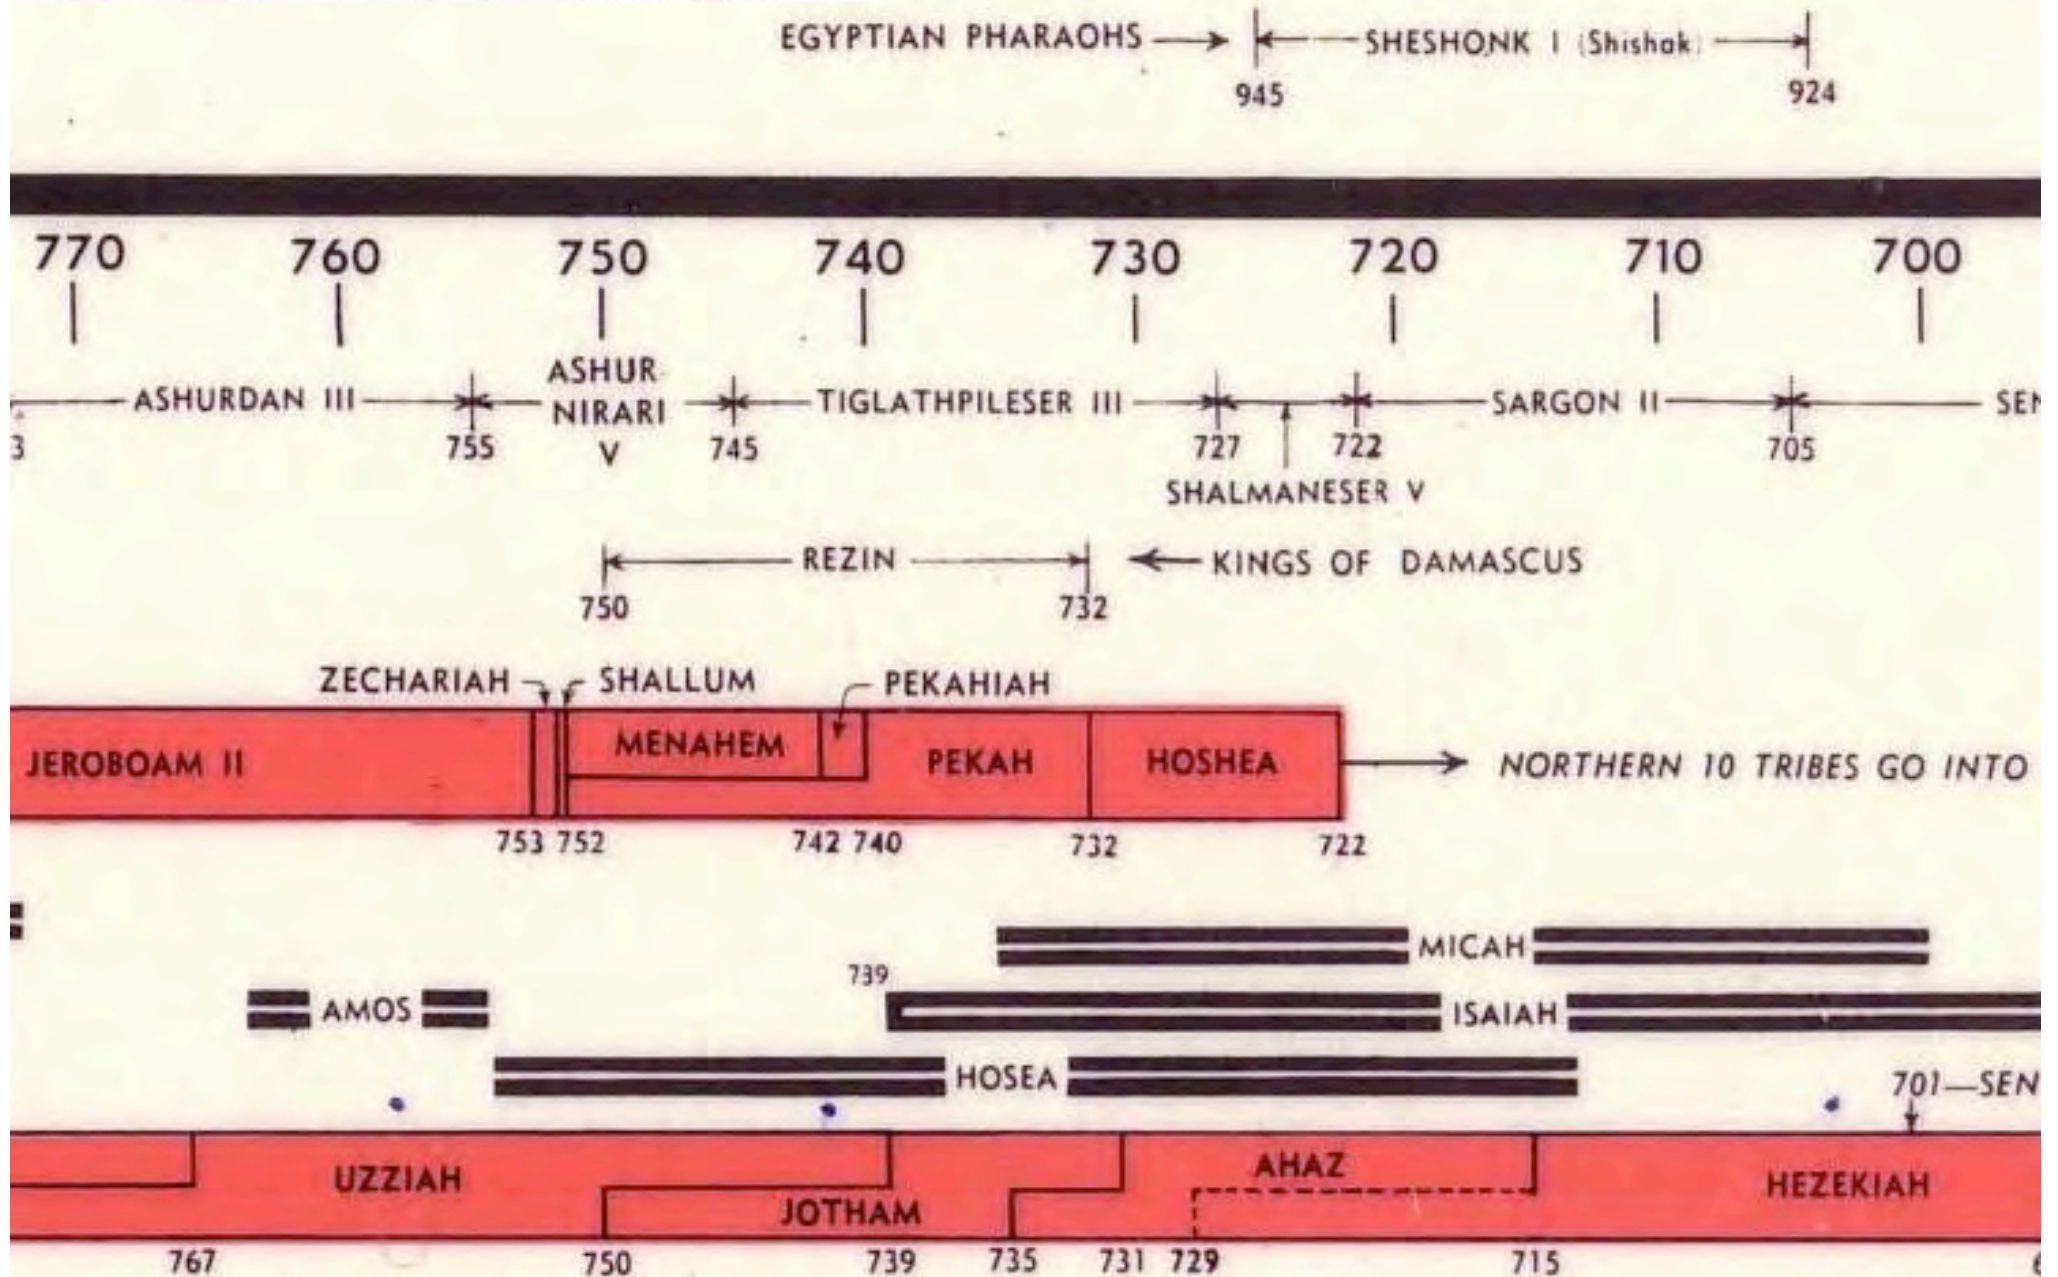 EGYPTIAN PHARAOHS SHESHONK I (Shishak)
945 924
770 760 750 740 730 720 710 700
ASHURDAN III ASHUR- NIRARI V TIGLATHPILESER III SARGON II SEN
3 755 745 727 722 705
SHALMANESER V
REZIN KINGS OF DAMASCUS
750 732
ZECHARIAH SHALLUM PEKAHIAH
JEROBOAM II MENAHEM PEKAH HOSHEA NORTHERN 10 TRIBES GO INTO
753 752 742 740 732 722
MICAH
739
AMOS ISAIAH
HOSEA
701—SEN
UZZIAH JOTHAM AHAZ HEZEKIAH
767 750 739 735 731 729 715